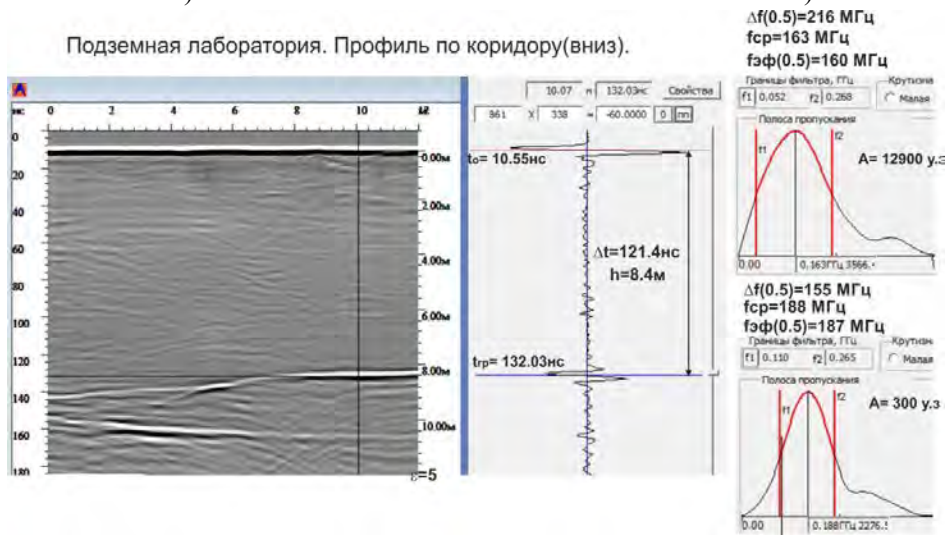 Подземная лаборатория. Профиль по коридору(вниз).
Δf(0.5)=216 МГц
fср=163 МГц
fэф(0.5)=160 МГц
нс 0 2 4 6 8 10 12
0
20
40
60
80
100
120
140
160
180
0.00м
2.00м
4.00м
6.00м
8.00м
10.00м
ε=5
10.07 м 132.03нс Свойства
861 X 338 = -60.0000 0 пп
to= 10.55нс
Δt=121.4нс
h=8.4м
tгр= 132.03нс
Границы фильтра, ГГц Крутизна
f1 0.052 f2 0.268 Малая
Полоса пропускания
f1 f2
A= 12900 у.э
0.00 0.163ГГц 3566.
Δf(0.5)=155 МГц
fср=188 МГц
fэф(0.5)=187 МГц
Границы фильтра, ГГц
f1 0.110 f2 0.265 Малая
Полоса пропускания
f1 f2
A= 300 у.э
0.00 0.188ГГц 2276.